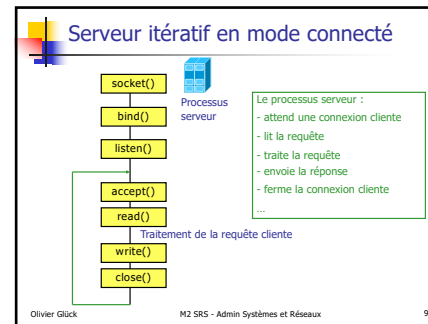 Serveur itératif en mode connecté
socket()
bind()
listen()
accept()
read()
Traitement de la requête cliente
write()
close()
Processus
serveur
Le processus serveur :
- attend une connexion cliente
- lit la requête
- traite la requête
- envoie la réponse
- ferme la connexion cliente
...
Olivier Glück
M2 SRS - Admin Systèmes et Réseaux
9